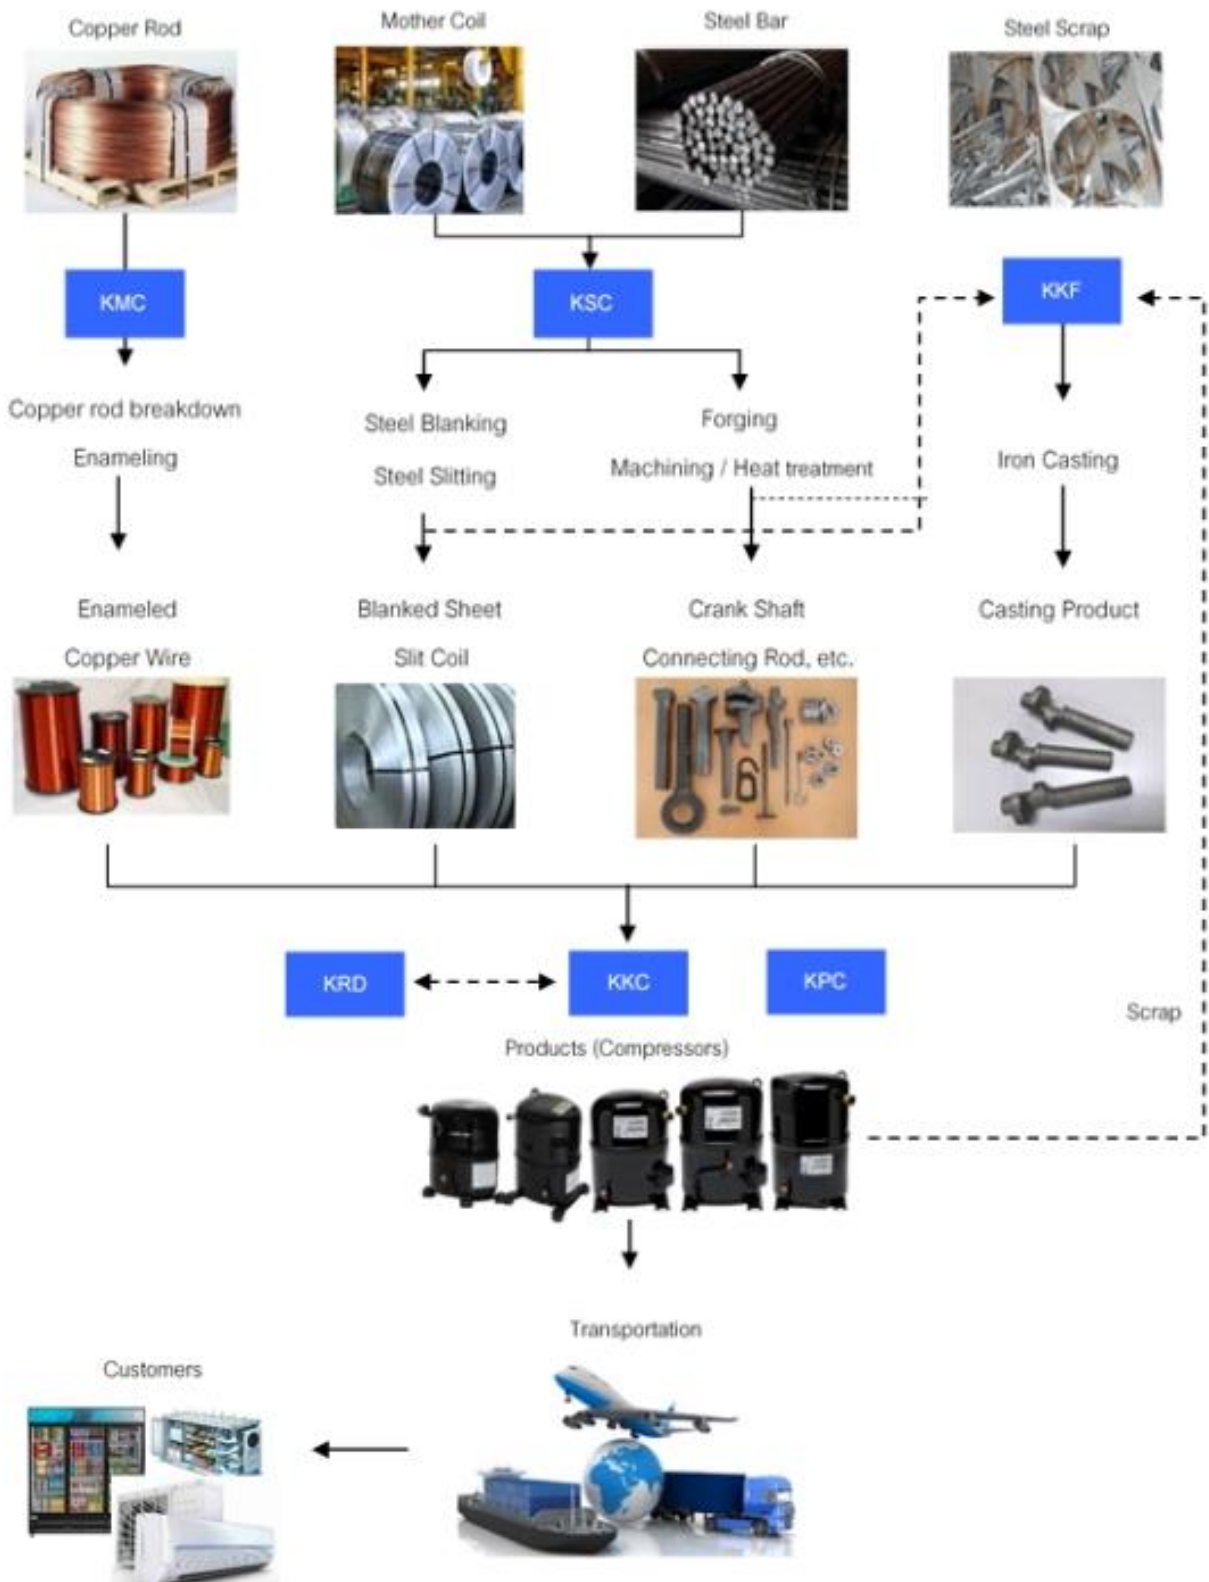 Copper Rod
Mother Coil
Steel Bar
Steel Scrap
KMC
KSC
KKF
Copper rod breakdown
Enameling
Steel Blanking
Steel Slitting
Forging
Machining / Heat treatment
Iron Casting
Enameled
Copper Wire
Blanked Sheet
Slit Coil
Crank Shaft
Connecting Rod, etc.
Casting Product
KRD
KKC
KPC
Scrap
Products (Compressors)
Transportation
Customers